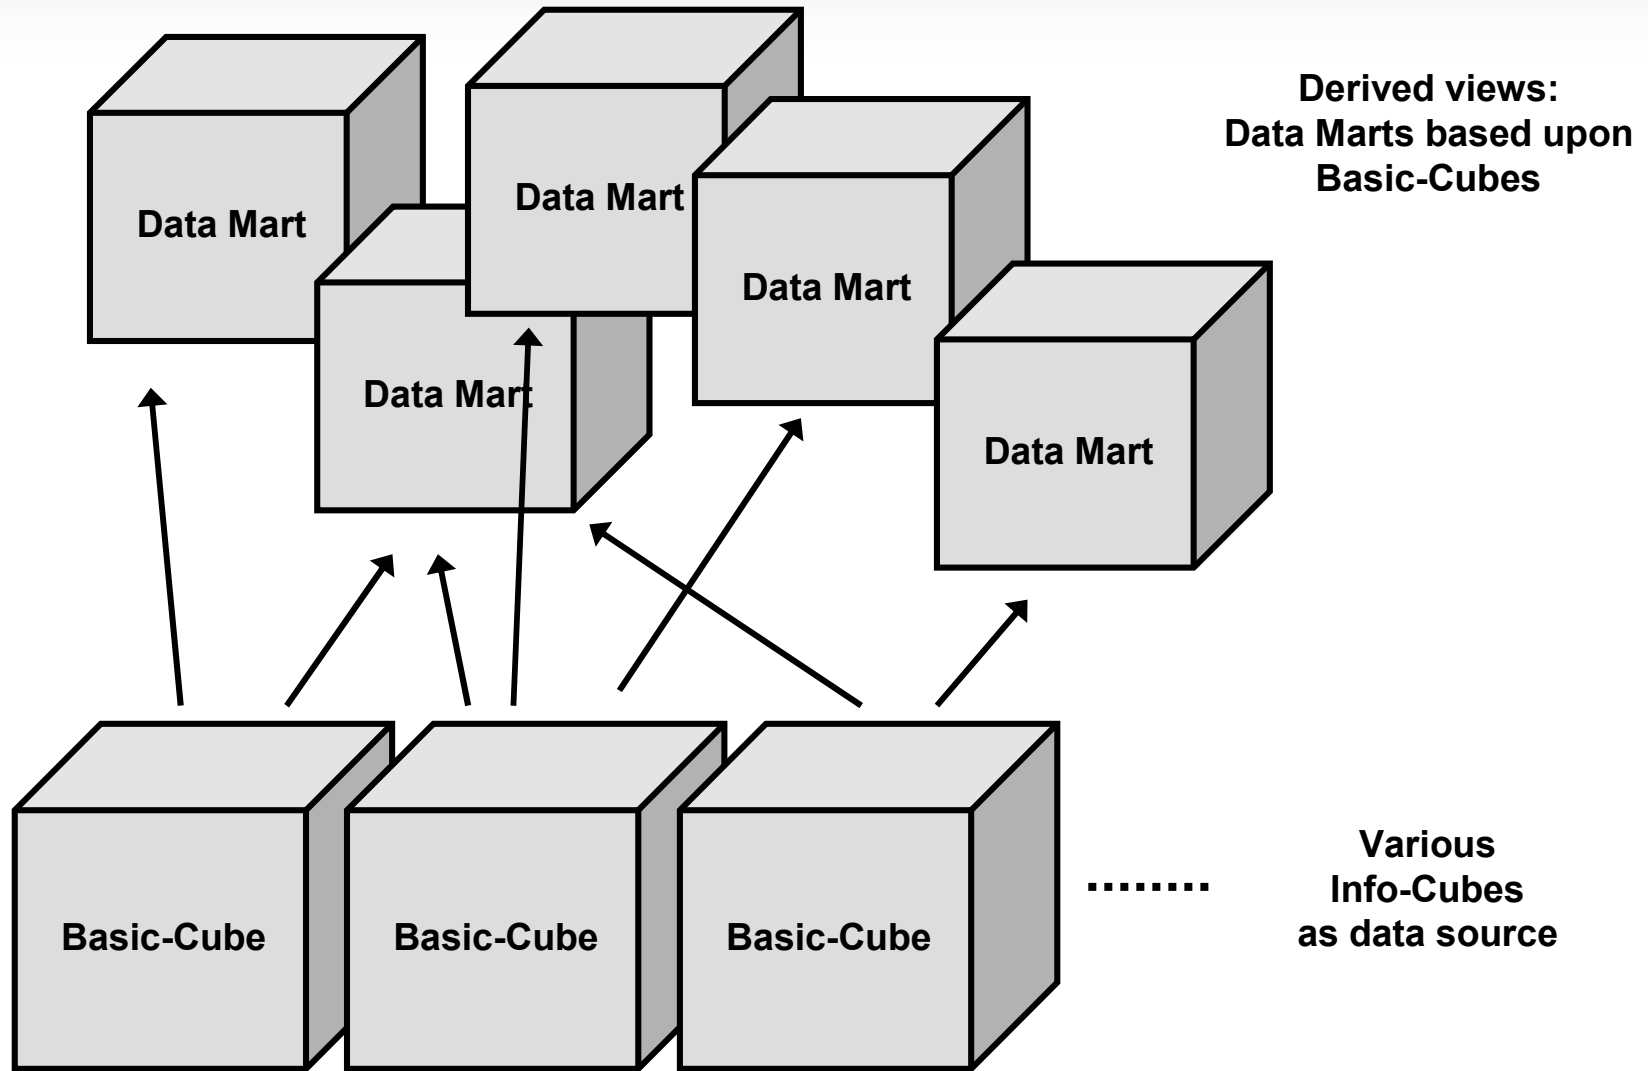 Derived views:
Data Marts based upon
Basic-Cubes
Data Mart
Data Mart
Data Mart
Data Mart
Data Mart
Various
Info-Cubes
as data source
........
Basic-Cube
Basic-Cube
Basic-Cube